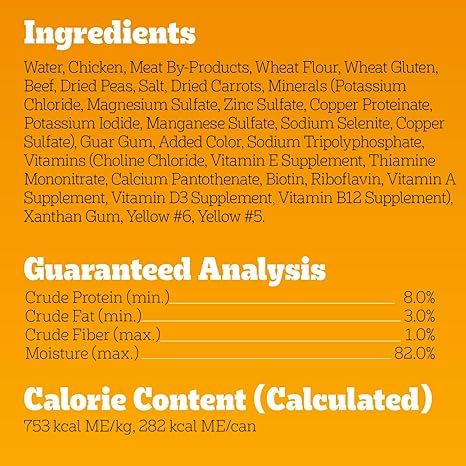 Ingredients
Water, Chicken, Meat By-Products, Wheat Flour, Wheat Gluten,
Beef, Dried Peas, Salt, Dried Carrots, Minerals (Potassium
Chloride, Magnesium Sulfate, Zinc Sulfate, Copper Proteinate,
Potassium Iodide, Manganese Sulfate, Sodium Selenite, Copper
Sulfate), Guar Gum, Added Color, Sodium Tripolyphosphate,
Vitamins (Choline Chloride, Vitamin E Supplement, Thiamine
Mononitrate, Calcium Pantothenate, Biotin, Riboflavin, Vitamin A
Supplement, Vitamin D3 Supplement, Vitamin B12 Supplement),
Xanthan Gum, Yellow #6, Yellow #5.
Guaranteed Analysis
Crude Protein (min.) 8.0%
Crude Fat (min.) 3.0%
Crude Fiber (max.) 1.0%
Moisture (max.) 82.0%
Calorie Content (Calculated)
753 kcal ME/kg, 282 kcal ME/can